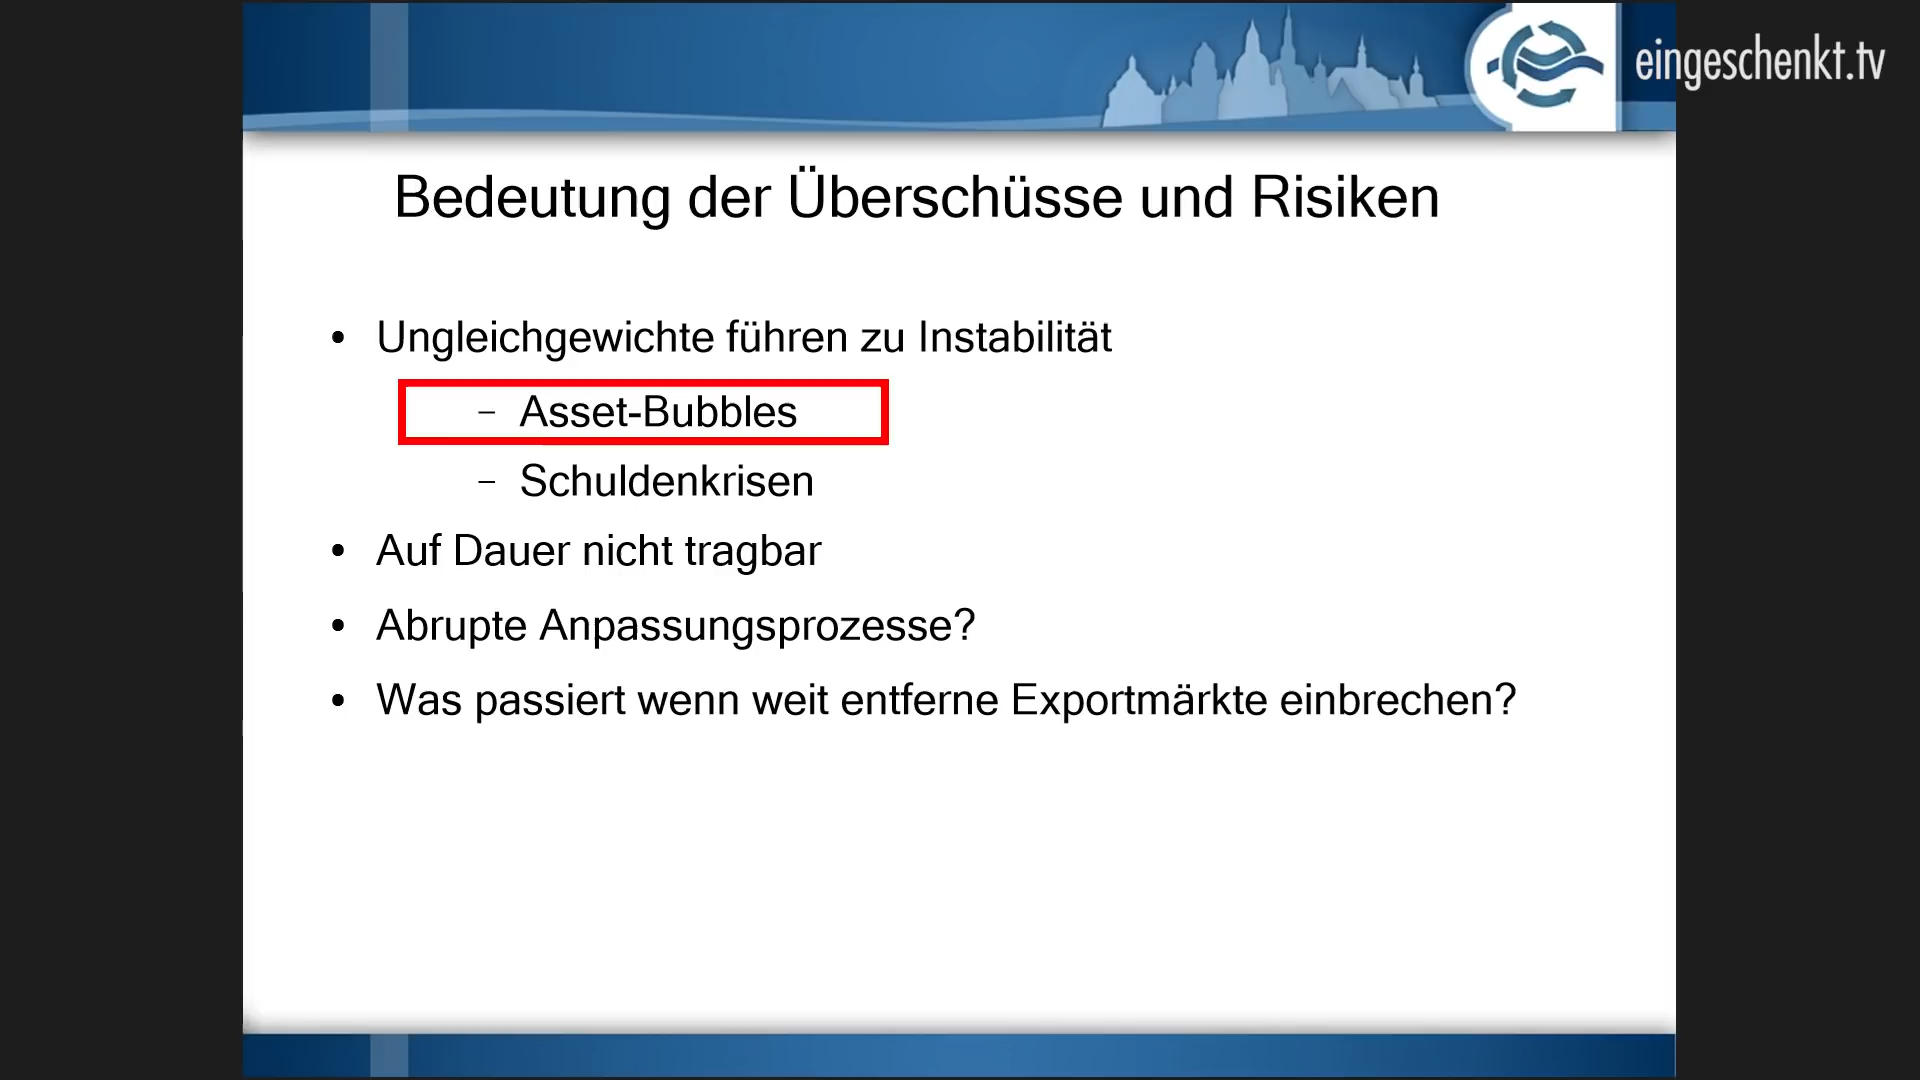 eingeschenkt.tv
Bedeutung der Überschüsse und Risiken
• Ungleichgewichte führen zu Instabilität
– Asset-Bubbles
– Schuldenkrisen
• Auf Dauer nicht tragbar
• Abrupte Anpassungsprozesse?
• Was passiert wenn weit entferne Exportmärkte einbrechen?